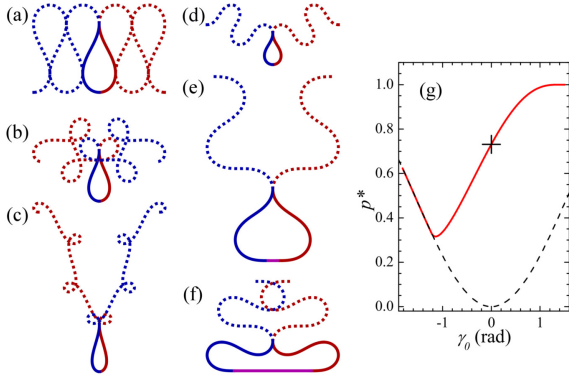 (a)
(b)
(c)
(d)
(e)
(f)
(g)
1.0
0.8
0.6
0.4
0.2
0.0
p*
-1 0 1
γ₀ (rad)